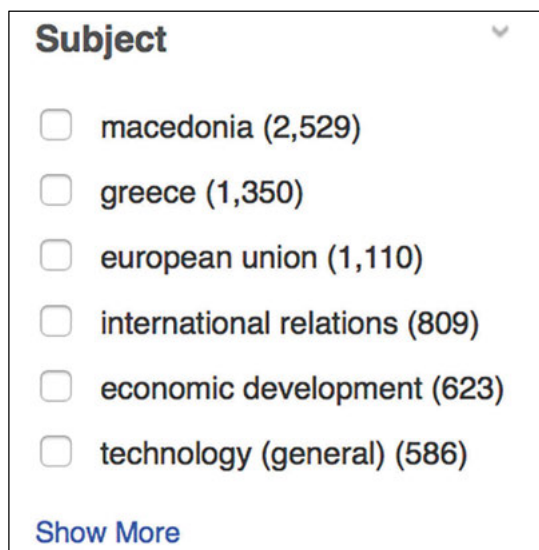 Subject
macedonia (2,529)
greece (1,350)
european union (1,110)
international relations (809)
economic development (623)
technology (general) (586)
Show More